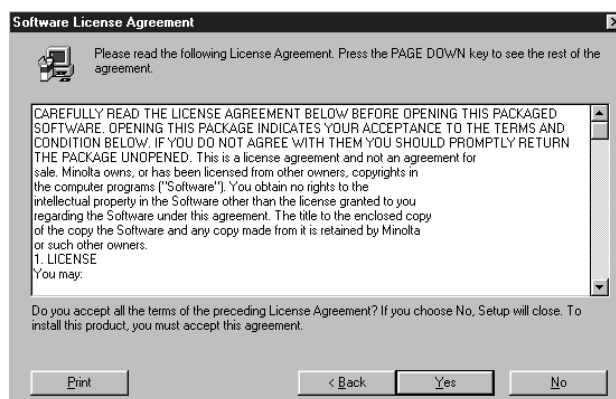 Software License Agreement
Please read the following License Agreement. Press the PAGE DOWN key to see the rest of the
agreement.
CAREFULLY READ THE LICENSE AGREEMENT BELOW BEFORE OPENING THIS PACKAGED
SOFTWARE. OPENING THIS PACKAGE INDICATES YOUR ACCEPTANCE TO THE TERMS AND
CONDITION BELOW. IF YOU DO NOT AGREE WITH THEM YOU SHOULD PROMPTLY RETURN
THE PACKAGE UNOPENED. This is a license agreement and not an agreement for
sale. Minolta owns, or has been licensed from other owners, copyrights in
the computer programs ("Software"). You obtain no rights to the
intellectual property in the Software other than the license granted to you
regarding the Software under this agreement. The title to the enclosed copy
of the copy the Software and any copy made from it is retained by Minolta
or such other owners.
1. LICENSE
You may:
Do you accept all the terms of the preceding License Agreement? If you choose No, Setup will close. To
install this product, you must accept this agreement.
Print
< Back
Yes
No